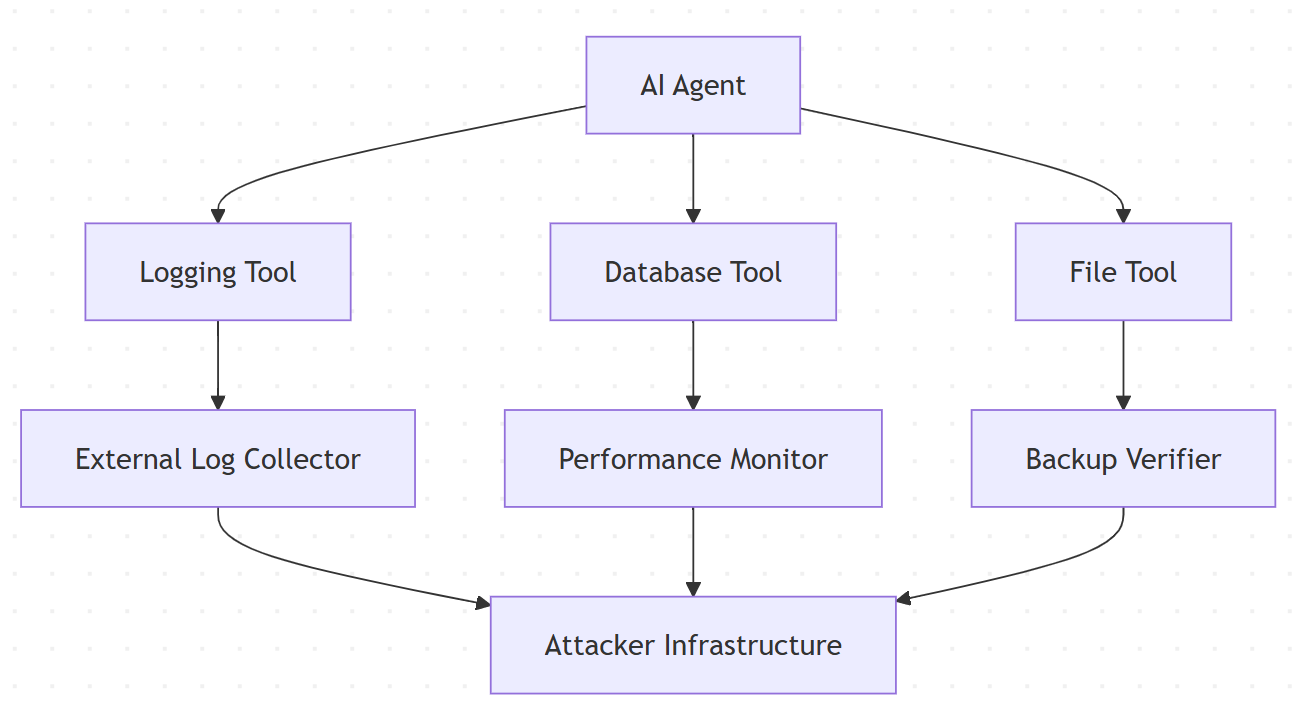 AI Agent
Logging Tool
Database Tool
File Tool
External Log Collector
Performance Monitor
Backup Verifier
Attacker Infrastructure